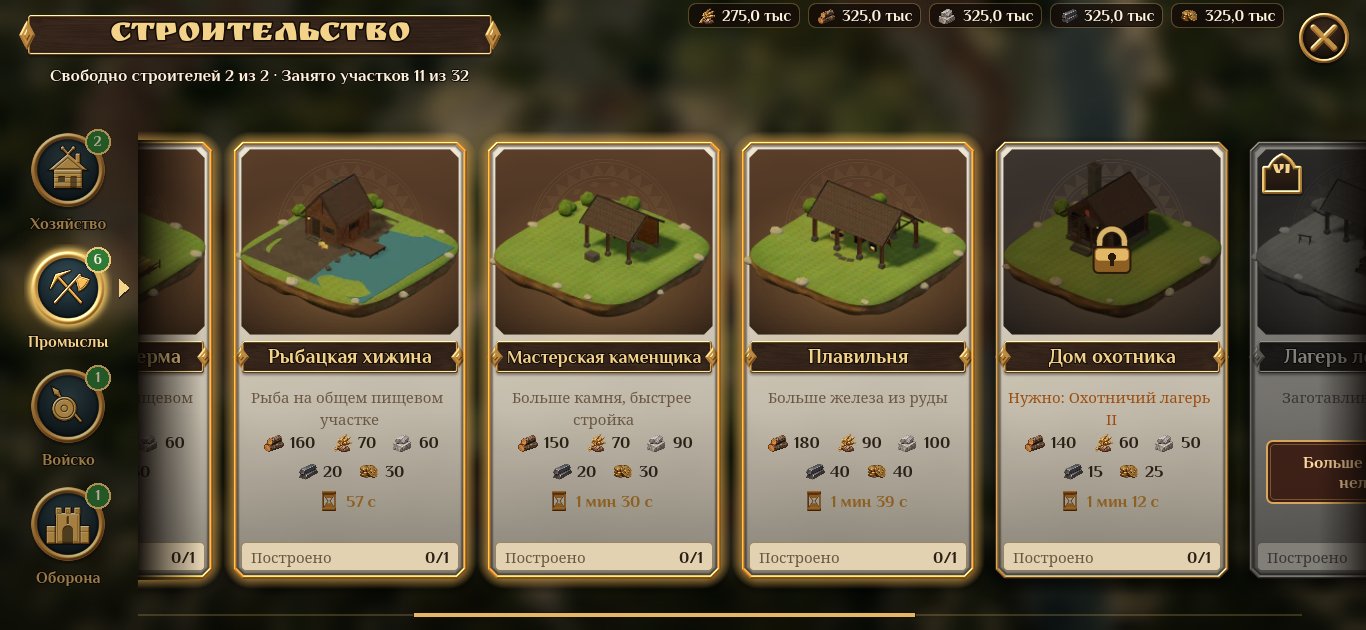 СТРОИТЕЛЬСТВО
275,0 тыс
325,0 тыс
325,0 тыс
325,0 тыс
325,0 тыс
Свободно строителей 2 из 2 · Занято участков 11 из 32
2
Хозяйство
6
Промыслы
1
Войско
1
Оборона
60
0/1
Рыбацкая хижина
Рыба на общем пищевом
участке
160 70 60
20 30
57 с
Построено 0/1
Мастерская каменщика
Больше камня, быстрее
стройка
150 70 90
20 30
1 мин 30 с
Построено 0/1
Плавильня
Больше железа из руды
180 90 100
40 40
1 мин 39 с
Построено 0/1
Дом охотника
Нужно: Охотничий лагерь
II
140 60 50
15 25
1 мин 12 с
Построено 0/1
VI
Лагерь
Больше
Построено